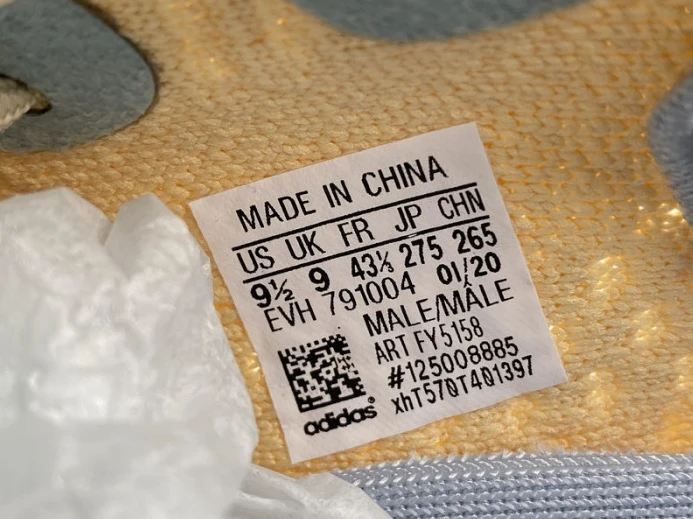 MADE IN CHINA
US UK FR JP CHN
9½ 9 43⅓ 275 265
EVH 791004 01/20
MALE/MÂLE
ART FY5158
#125008885
xhT570T401397
adidas®